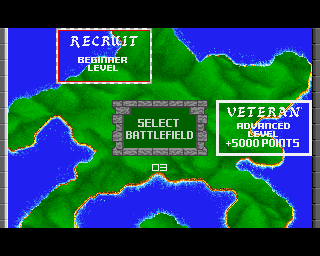 RECRUIT
BEGINNER
LEVEL
VETERAN
ADVANCED
LEVEL
+5000 POINTS
SELECT
BATTLEFIELD
03